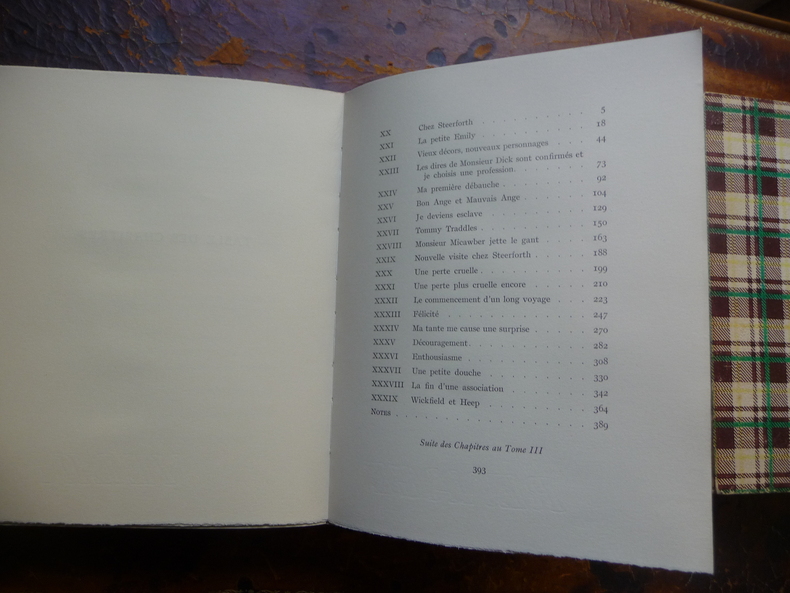 XX Chez Steerforth . . . . . . . . 5
XXI La petite Emily . . . . . . . . 18
XXII Vieux décors, nouveaux personnages 44
XXIII Les dires de Monsieur Dick sont confirmés et
je choisis une profession. . . . . . . 73
XXIV Ma première débauche . . . . . . . 92
XXV Bon Ange et Mauvais Ange . . . . . . 104
XXVI Je deviens esclave . . . . . . . 129
XXVII Tommy Traddles . . . . . . . . 150
XXVIII Monsieur Micawber jette le gant . . . . . 163
XXIX Nouvelle visite chez Steerforth . . . . . 188
XXX Une perte cruelle . . . . . . . . 199
XXXI Une perte plus cruelle encore . . . . . 210
XXXII Le commencement d'un long voyage . . . 223
XXXIII Félicité . . . . . . . . . . 247
XXXIV Ma tante me cause une surprise . . . . 270
XXXV Découragement . . . . . . . . 282
XXXVI Enthousiasme . . . . . . . . 308
XXXVII Une petite douche . . . . . . . 330
XXXVIII La fin d'une association . . . . . . 342
XXXIX Wickfield et Heep . . . . . . . 364
Notes . . . . . . . . . . . . 389
Suite des Chapitres au Tome III
393